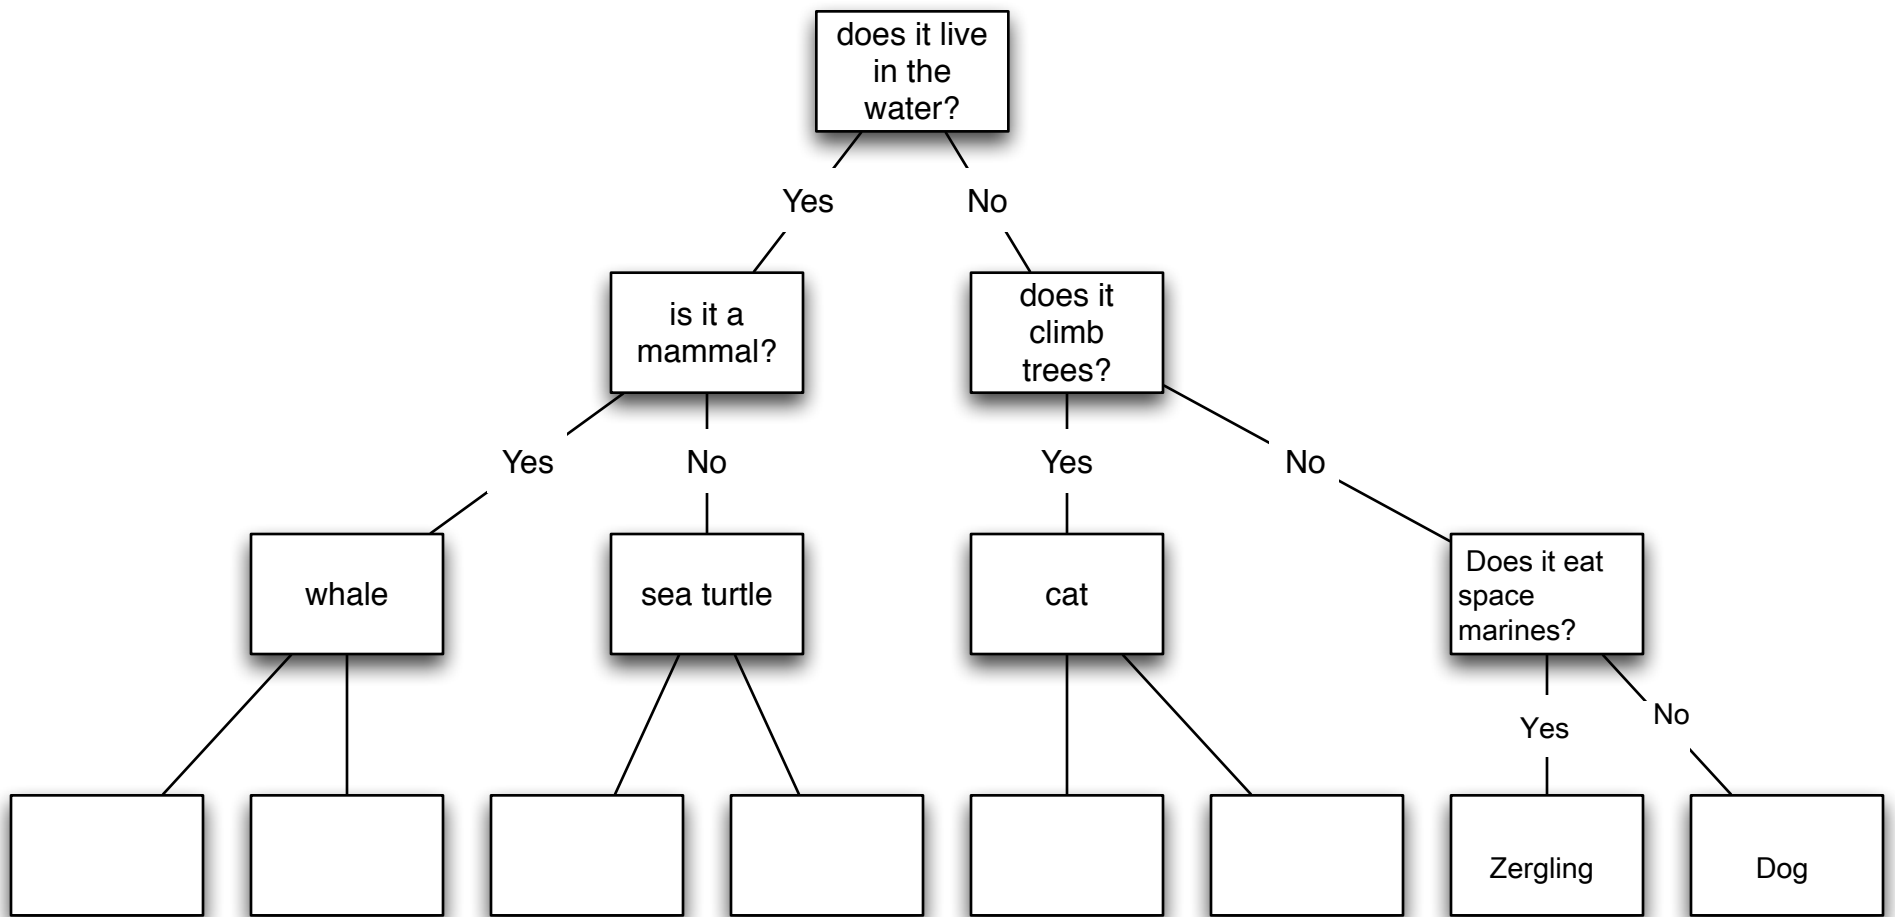 does it live
in the
water?
Yes
No
is it a
mammal?
does it
climb
trees?
Yes
No
Yes
No
whale
sea turtle
cat
Does it eat
space
marines?
Yes
No
Zergling
Dog